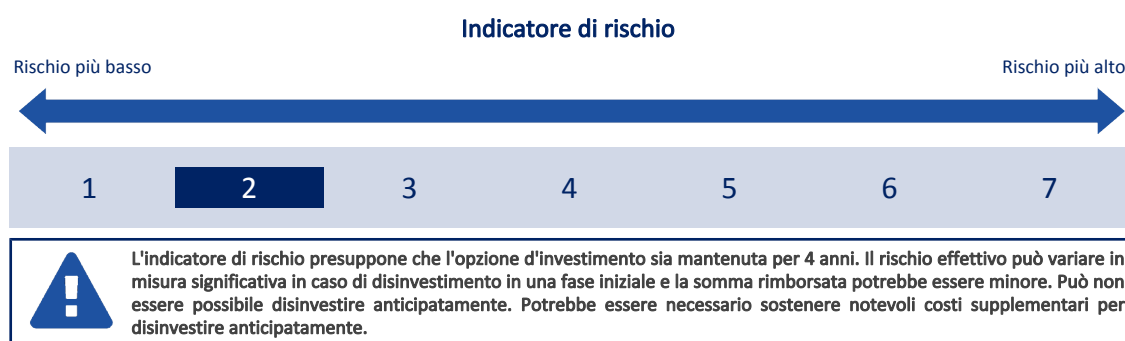 Indicatore di rischio
Rischio più basso
Rischio più alto
1 2 3 4 5 6 7
L'indicatore di rischio presuppone che l'opzione d'investimento sia mantenuta per 4 anni. Il rischio effettivo può variare in
misura significativa in caso di disinvestimento in una fase iniziale e la somma rimborsata potrebbe essere minore. Può non
essere possibile disinvestire anticipatamente. Potrebbe essere necessario sostenere notevoli costi supplementari per
disinvestire anticipatamente.